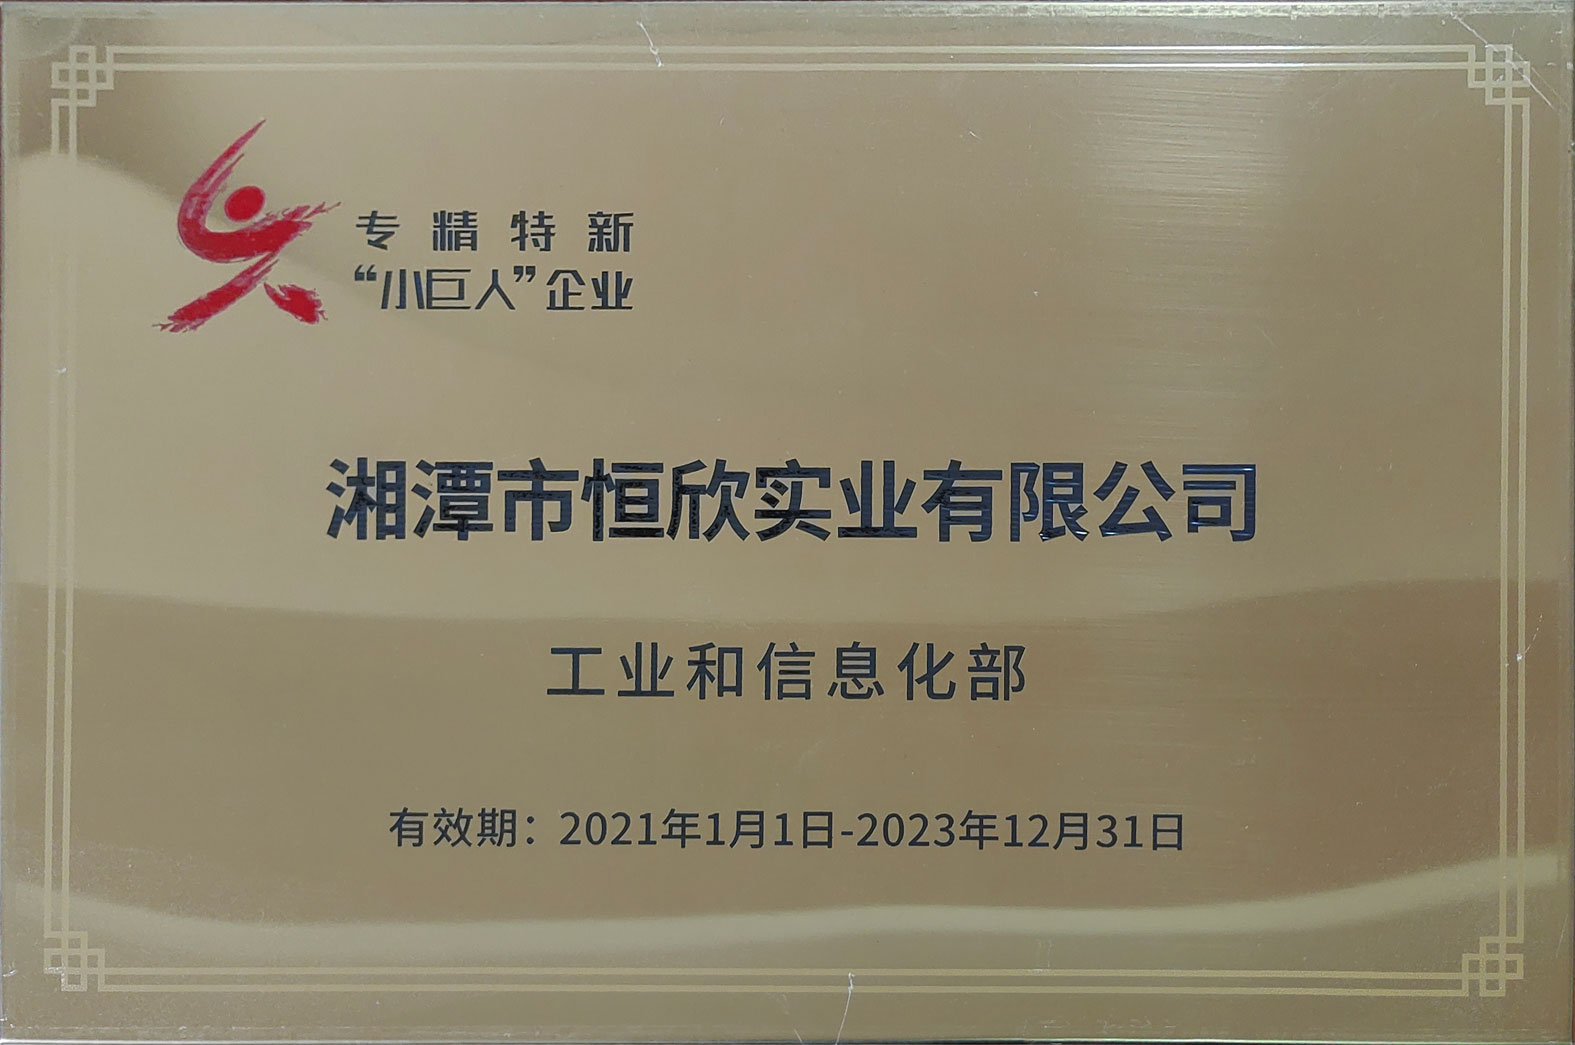 专精特新
“小巨人”企业
湘潭市恒欣实业有限公司
工业和信息化部
有效期：2021年1月1日-2023年12月31日